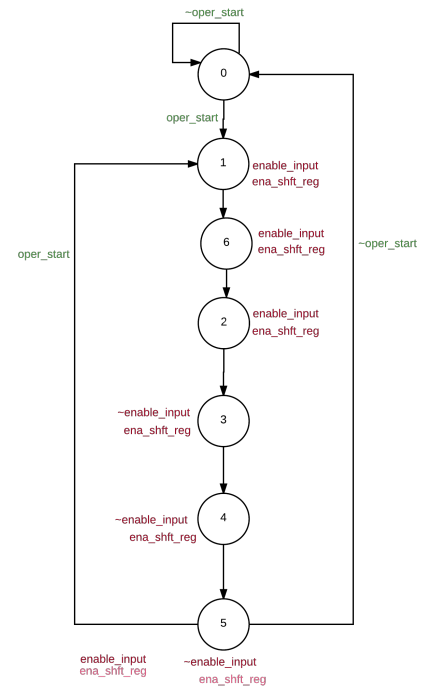 ~oper_start
0
oper_start
1
enable_input
ena_shft_reg
6
enable_input
ena_shft_reg
oper_start
~oper_start
2
enable_input
ena_shft_reg
~enable_input
ena_shft_reg
3
~enable_input
ena_shft_reg
4
5
enable_input
ena_shft_reg
~enable_input
ena_shft_reg